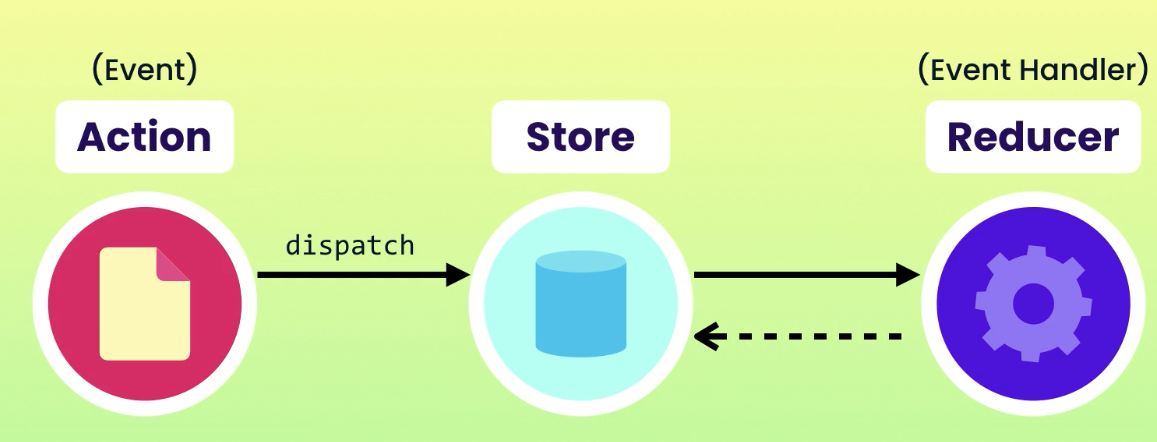 (Event)
Action
Store
(Event Handler)
Reducer
dispatch